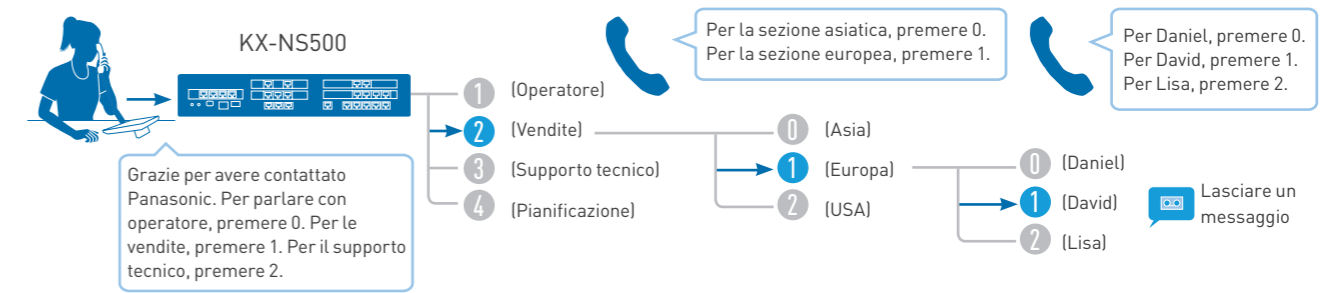 KX-NS500
Grazie per avere contattato
Panasonic. Per parlare con
operatore, premere 0. Per le
vendite, premere 1. Per il supporto
tecnico, premere 2.
1 (Operatore)
2 (Vendite)
3 (Supporto tecnico)
4 (Pianificazione)
Per la sezione asiatica, premere 0.
Per la sezione europea, premere 1.
0 (Asia)
1 (Europa)
2 (USA)
Per Daniel, premere 0.
Per David, premere 1.
Per Lisa, premere 2.
0 (Daniel)
1 (David)
2 (Lisa)
Lasciare un
messaggio